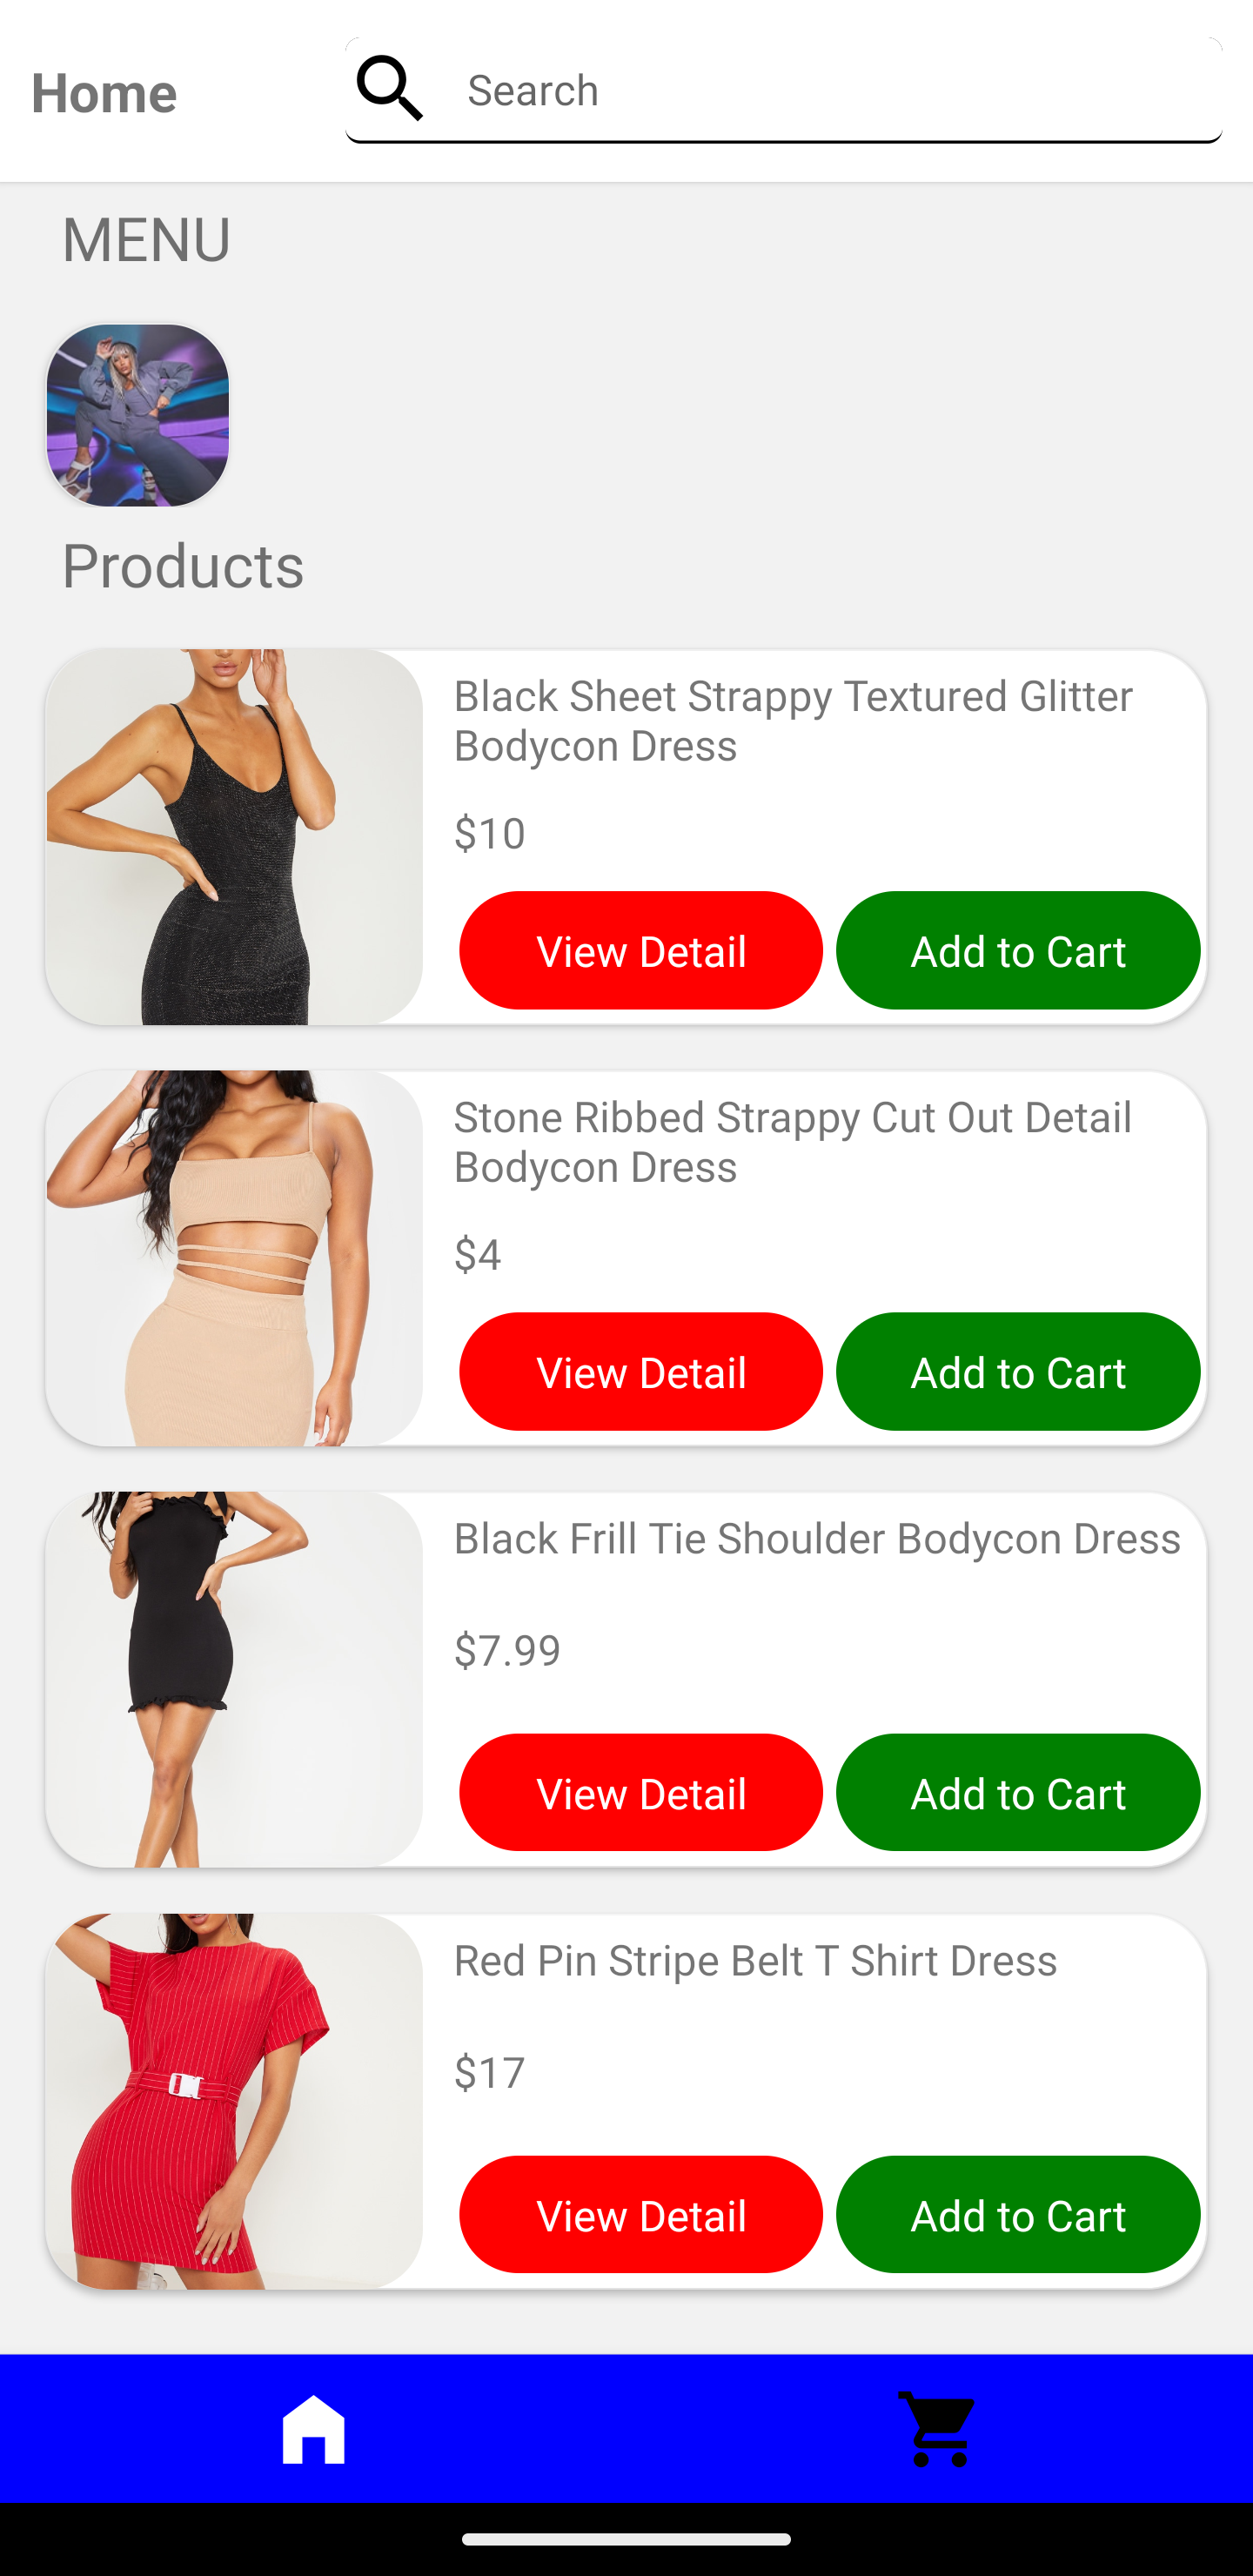 Home
Search
MENU
Products
Black Sheet Strappy Textured Glitter
Bodycon Dress
$10
View Detail
Add to Cart
Stone Ribbed Strappy Cut Out Detail
Bodycon Dress
$4
View Detail
Add to Cart
Black Frill Tie Shoulder Bodycon Dress
$7.99
View Detail
Add to Cart
Red Pin Stripe Belt T Shirt Dress
$17
View Detail
Add to Cart